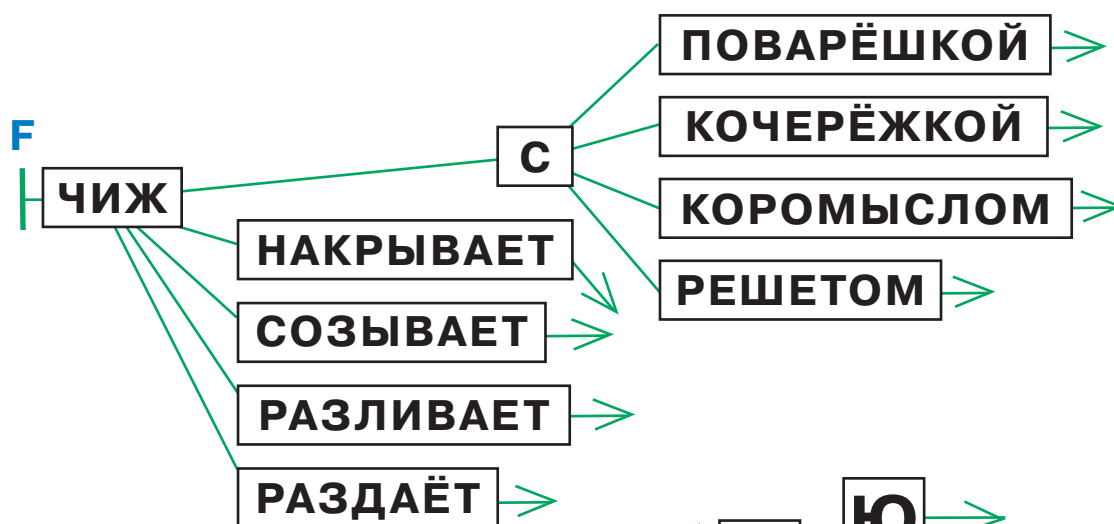 F
ЧИЖ
С
ПОВАРЁШКОЙ
КОЧЕРЁЖКОЙ
КОРОМЫСЛОМ
РЕШЕТОМ
НАКРЫВАЕТ
СОЗЫВАЕТ
РАЗЛИВАЕТ
РАЗДАЁТ
Ю